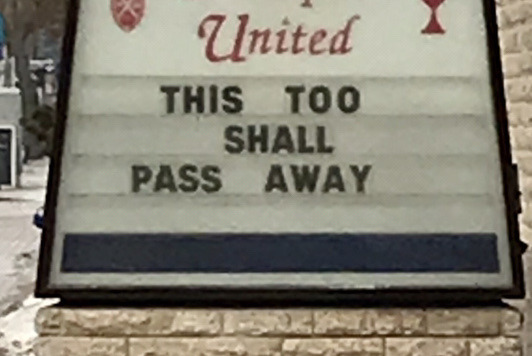 United
THIS TOO
SHALL
PASS AWAY